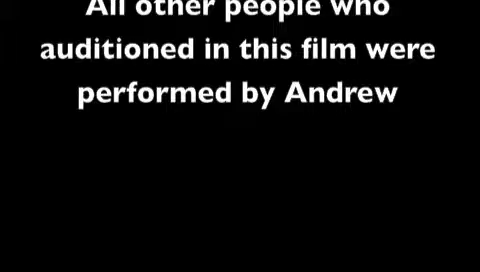 All other people who
auditioned in this film were
performed by Andrew